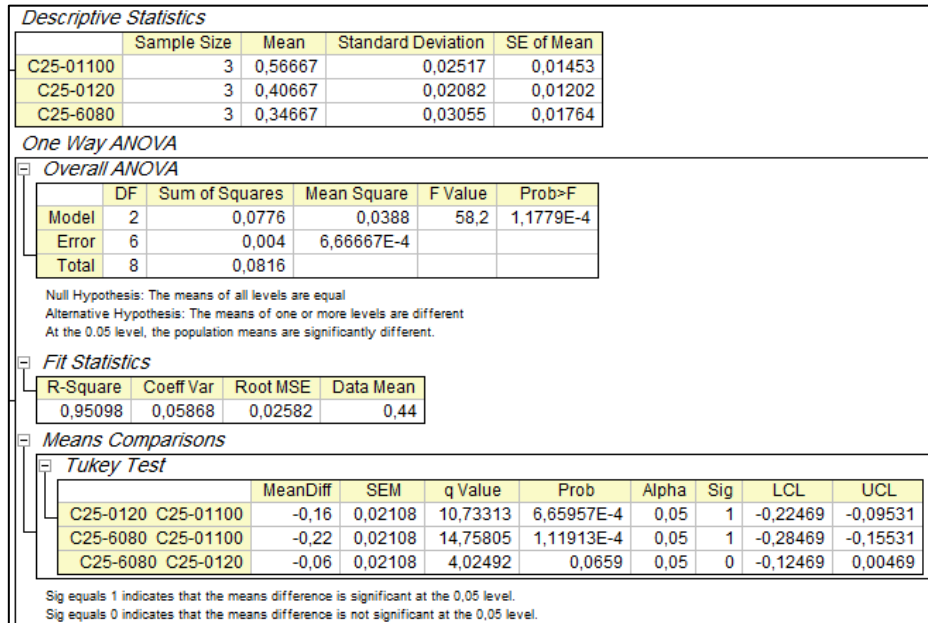 Descriptive Statistics
Sample Size Mean Standard Deviation SE of Mean
C25-01100 3 0,56667 0,02517 0,01453
C25-0120 3 0,40667 0,02082 0,01202
C25-6080 3 0,34667 0,03055 0,01764
One Way ANOVA
Overall ANOVA
DF Sum of Squares Mean Square F Value Prob>F
Model 2 0,0776 0,0388 58,2 1,1779E-4
Error 6 0,004 6,66667E-4
Total 8 0,0816
Null Hypothesis: The means of all levels are equal
Alternative Hypothesis: The means of one or more levels are different
At the 0.05 level, the population means are significantly different.
Fit Statistics
R-Square Coeff Var Root MSE Data Mean
0,95098 0,05868 0,02582 0,44
Means Comparisons
Tukey Test
MeanDiff SEM q Value Prob Alpha Sig LCL UCL
C25-0120 C25-01100 -0,16 0,02108 10,73313 6,65957E-4 0,05 1 -0,22469 -0,09531
C25-6080 C25-01100 -0,22 0,02108 14,75805 1,11913E-4 0,05 1 -0,28469 -0,15531
C25-6080 C25-0120 -0,06 0,02108 4,02492 0,0659 0,05 0 -0,12469 0,00469
Sig equals 1 indicates that the means difference is significant at the 0,05 level.
Sig equals 0 indicates that the means difference is not significant at the 0,05 level.